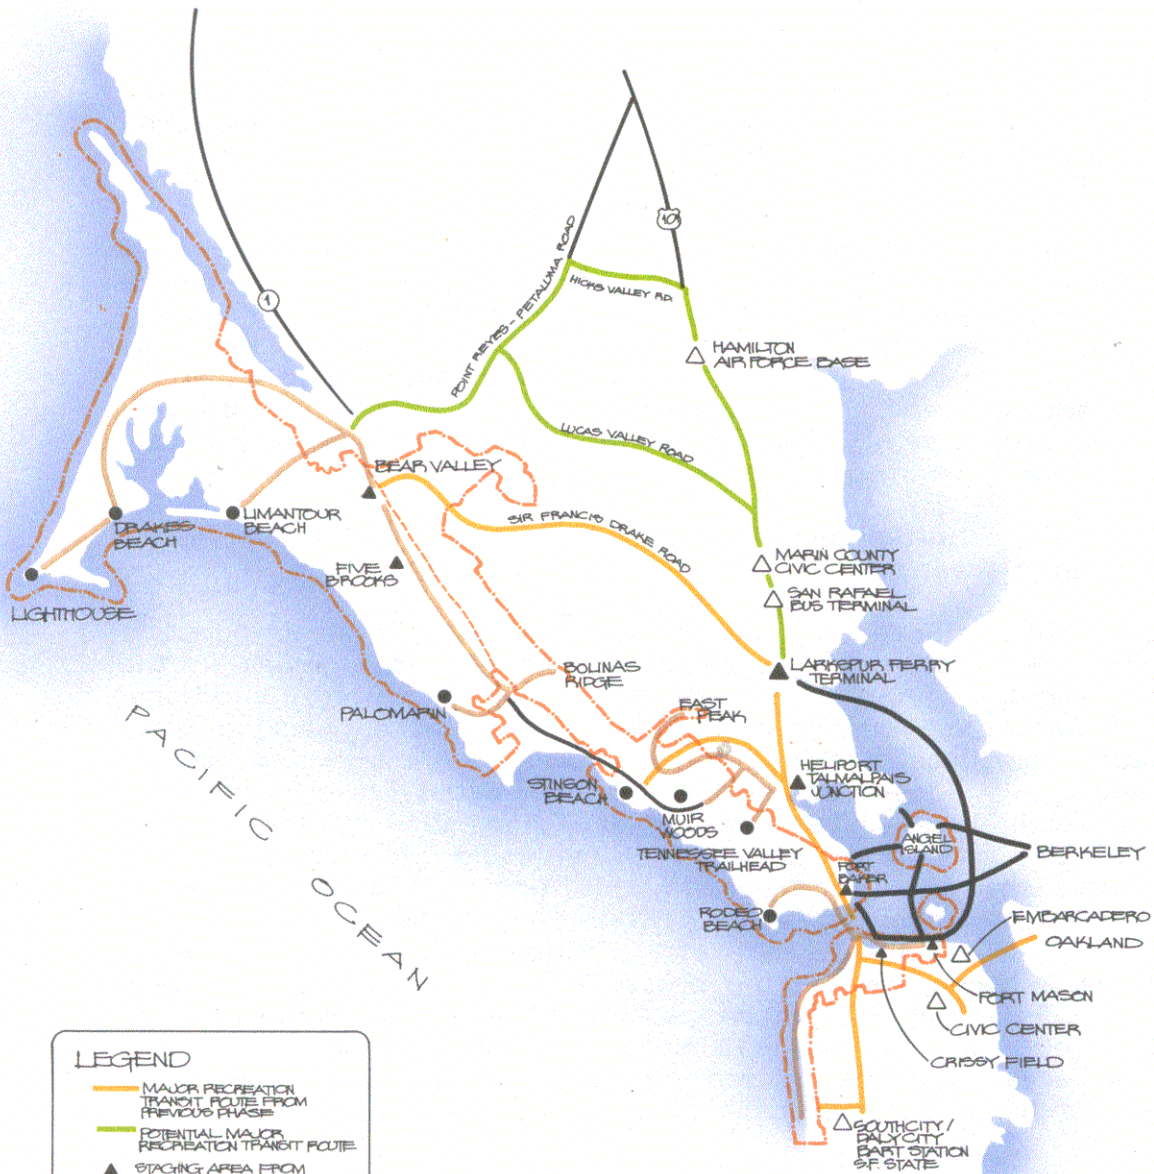 101
POINT REYES - PETALUMA ROAD
HICKS VALLEY RD.
1
HAMILTON
AIR FORCE BASE
LUCAS VALLEY ROAD
BEAR VALLEY
DRAKES
BEACH
LIMANTOUR
BEACH
SIR FRANCIS DRAKE ROAD
MARIN COUNTY
CIVIC CENTER
FIVE
BROOKS
SAN RAFAEL
BUS TERMINAL
LIGHTHOUSE
BOLINAS
RIDGE
LARKSPUR FERRY
TERMINAL
PALOMARIN
EAST
PEAK
PACIFIC OCEAN
STINSON
BEACH
HELIPORT
TALMALPAIS
JUNCTION
MUIR
WOODS
ANGEL
ISLAND
TENNESSEE VALLEY
TRAILHEAD
BERKELEY
FORT
BAKER
RODEO
BEACH
EMBARCADERO
OAKLAND
FORT MASON
CIVIC CENTER
CRISSY FIELD
SOUTH CITY /
DALY CITY
BART STATION
S.F. STATE
LEGEND
MAJOR RECREATION
TRANSIT ROUTE FROM
PREVIOUS PHASE
POTENTIAL MAJOR
RECREATION TRANSIT ROUTE
STAGING AREA FROM